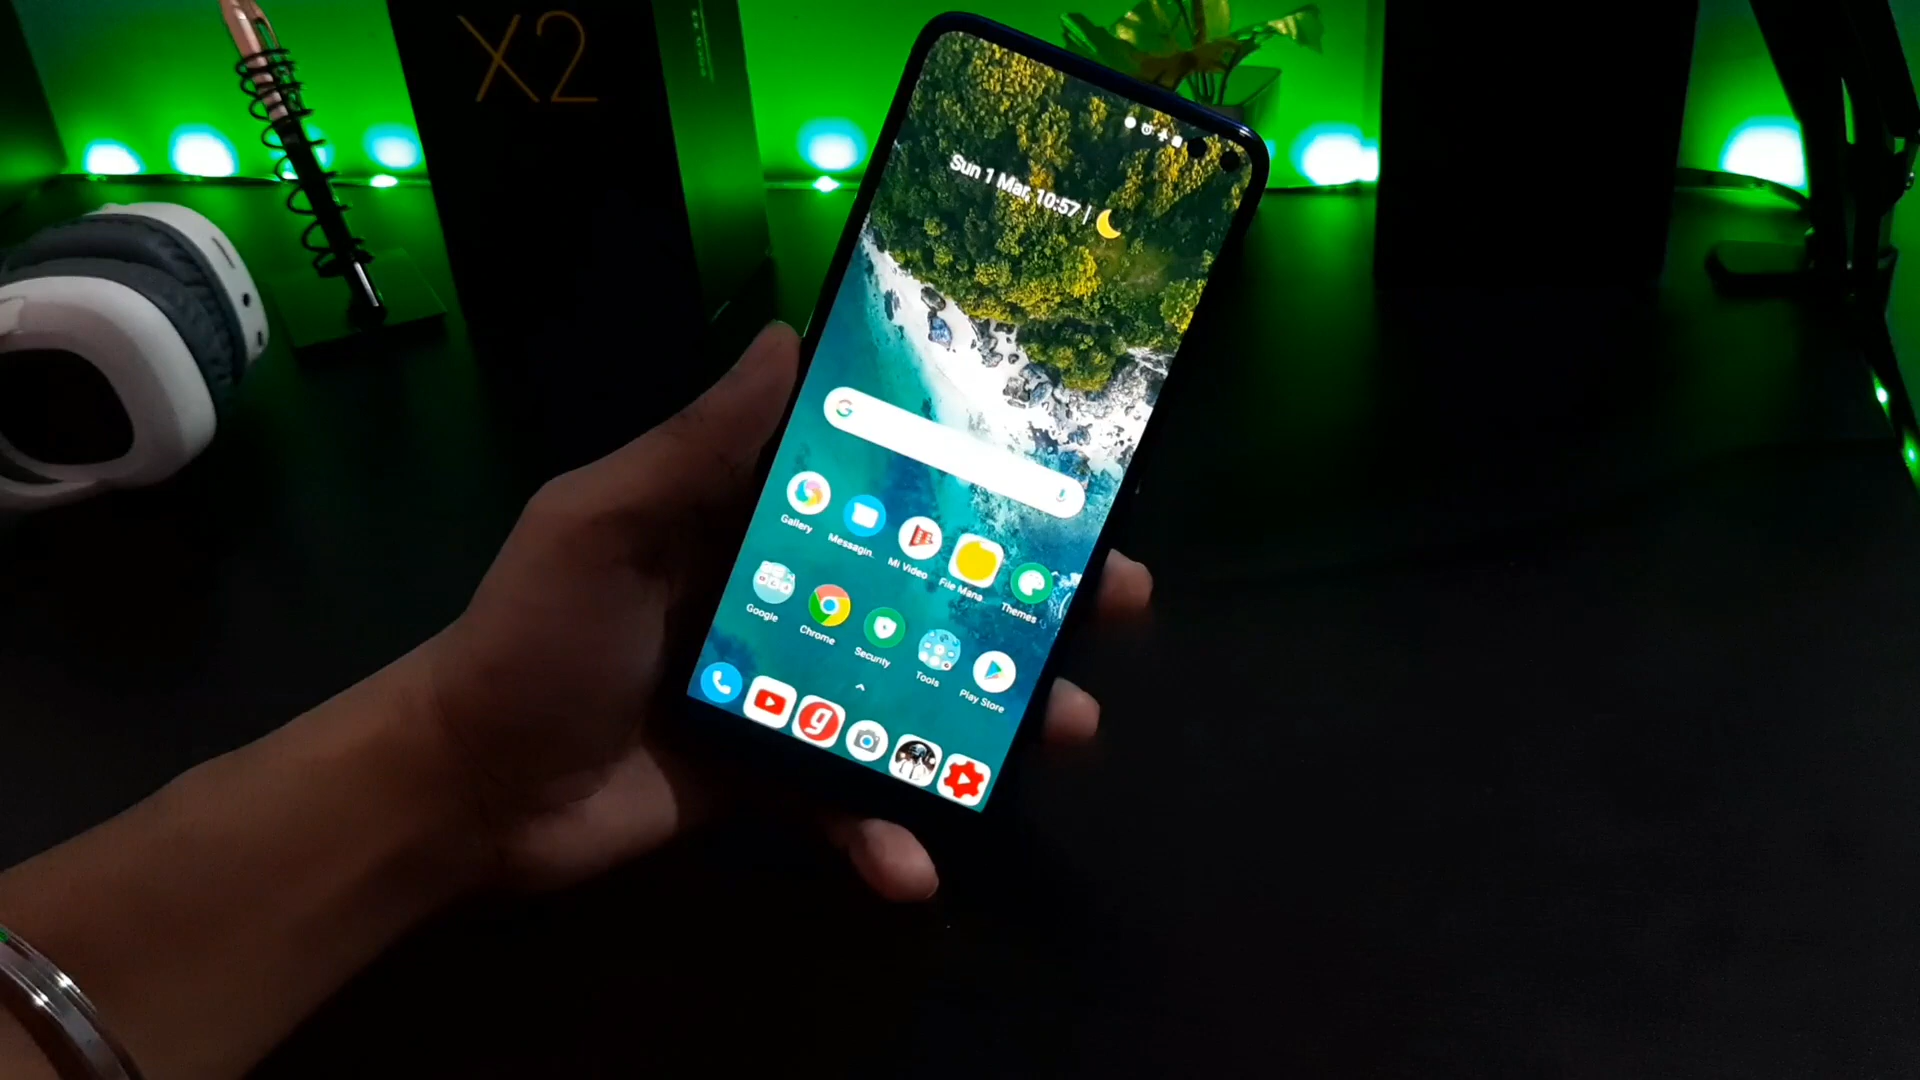 X2
Sun 1 Mar, 10:57 |
Gallery
Messagin.
Mi Video
File Mana
Themes
Google
Chrome
Security
Tools
Play Store